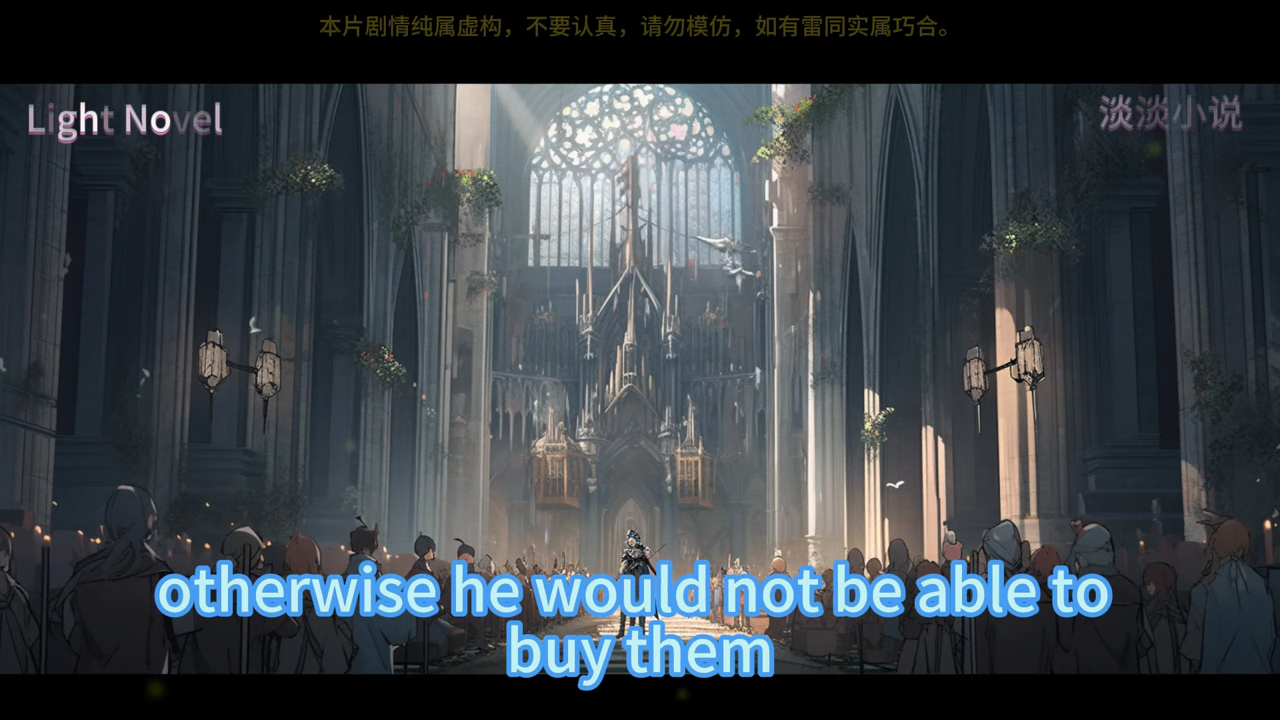 本片剧情纯属虚构，不要认真，请勿模仿，如有雷同实属巧合。
Light Novel
淡淡小说
otherwise he would not be able to
buy them